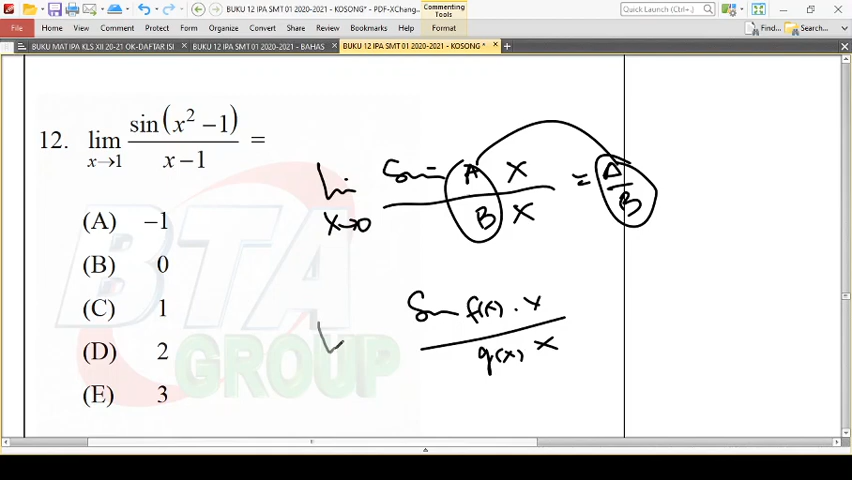 BUKU 12 IPA SMT 01 2020-2021 - KOSONG* - PDF-XChang
Commenting
Tools
Quick Launch (Ctrl+.)
File
Home
Convert
Comment
Protect
Form
Organize
Convert
Share
Review
Bookmarks
Help
Format
Find...
Search...
BUKU MAT IPA KLS XII 20-21 OK-DAFTAR ISI
BUKU 12 IPA SMT 01 2020-2021 - BAHAS
BUKU 12 IPA SMT 01 2020-2021 - KOSONG *
12. lim x→1 sin(x² −1) / x−1 =
(A) −1
(B) 0
(C) 1
(D) 2
(E) 3
lim x→0 Sin A X / B X = A / B
Sin f(x) . x / g(x) x
BTA
GROUP